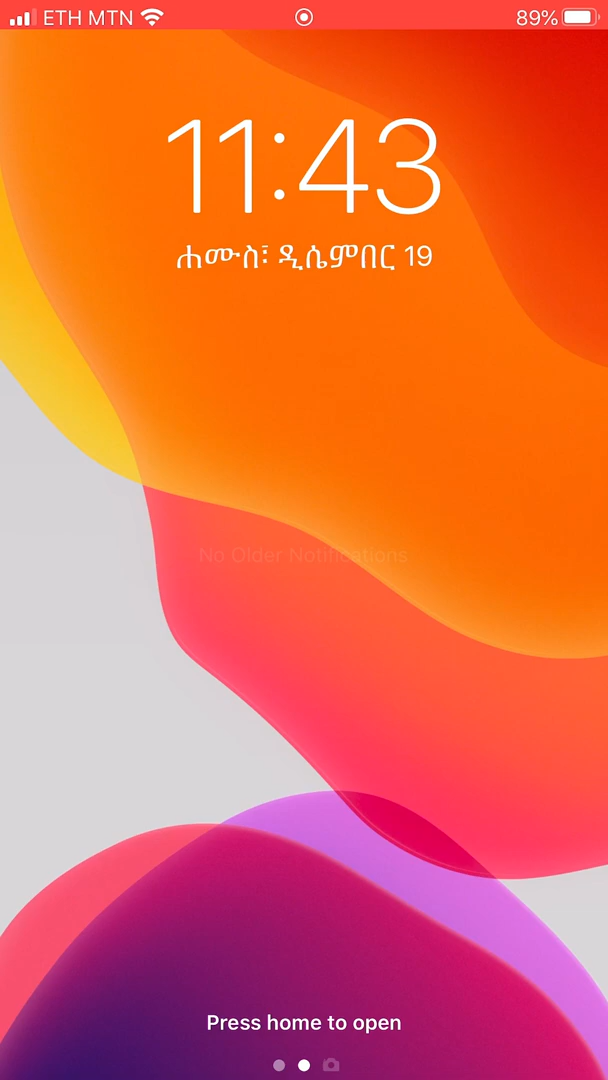 ETH MTN 89%
11:43
ሐሙስ፣ ዲሴምበር 19
No Older Notifications
Press home to open